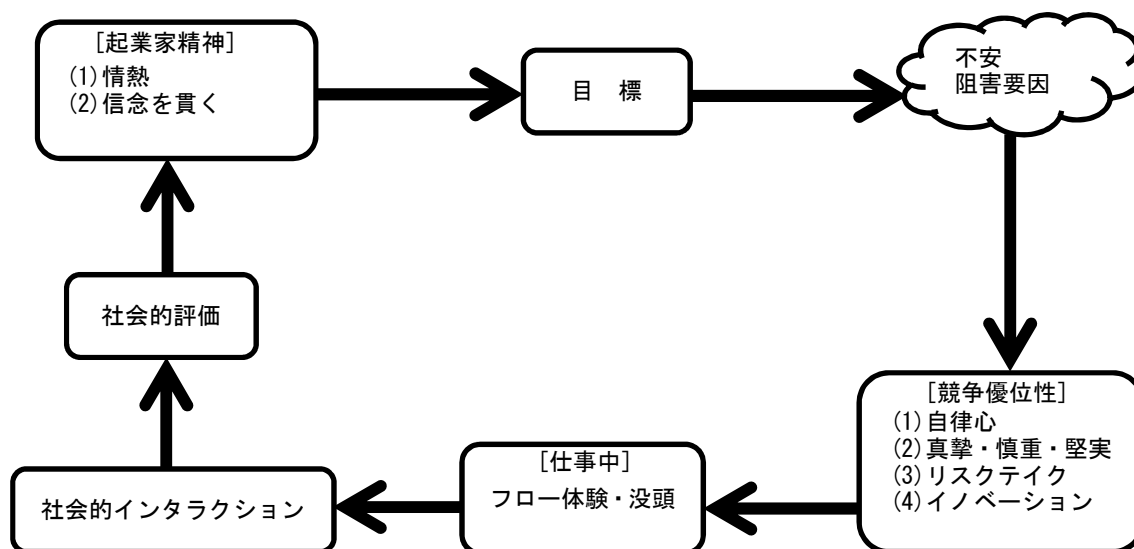 [起業家精神]
(1)情熱
(2)信念を貫く
目 標
不安
阻害要因
社会的評価
[競争優位性]
(1)自律心
(2)真摯・慎重・堅実
(3)リスクテイク
(4)イノベーション
[仕事中]
フロー体験・没頭
社会的インタラクション